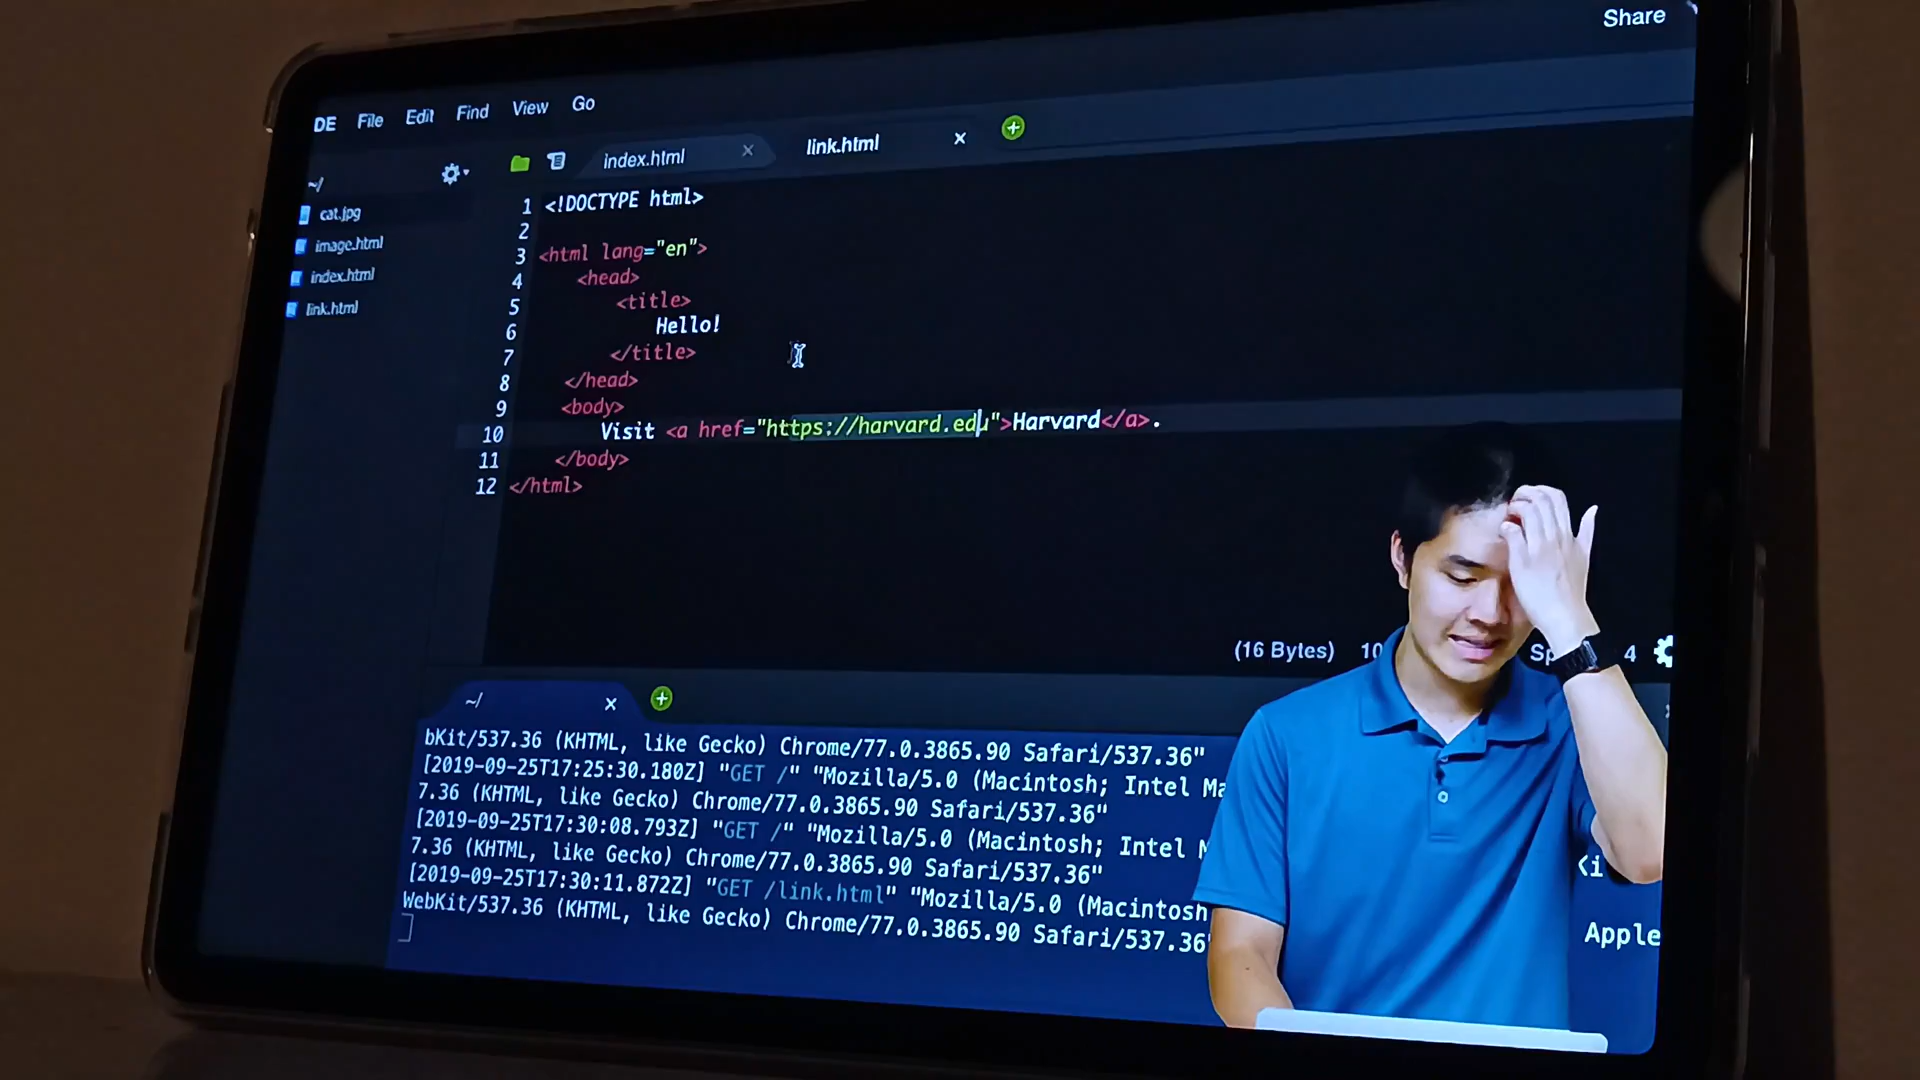 Share
DE File Edit Find View Go
index.html × link.html ×
~/
cat.jpg
image.html
index.html
link.html
1 <!DOCTYPE html>
2
3 <html lang="en">
4 <head>
5 <title>
6 Hello!
7 </title>
8 </head>
9 <body>
10 Visit <a href="https://harvard.edu">Harvard</a>.
11 </body>
12 </html>
(16 Bytes) 10 Sp 4
~/ ×
bKit/537.36 (KHTML, like Gecko) Chrome/77.0.3865.90 Safari/537.36"
[2019-09-25T17:25:30.180Z] "GET /" "Mozilla/5.0 (Macintosh; Intel Ma
7.36 (KHTML, like Gecko) Chrome/77.0.3865.90 Safari/537.36"
[2019-09-25T17:30:08.793Z] "GET /" "Mozilla/5.0 (Macintosh; Intel M
7.36 (KHTML, like Gecko) Chrome/77.0.3865.90 Safari/537.36"
<i
[2019-09-25T17:30:11.872Z] "GET /link.html" "Mozilla/5.0 (Macintosh
Apple
WebKit/537.36 (KHTML, like Gecko) Chrome/77.0.3865.90 Safari/537.36"